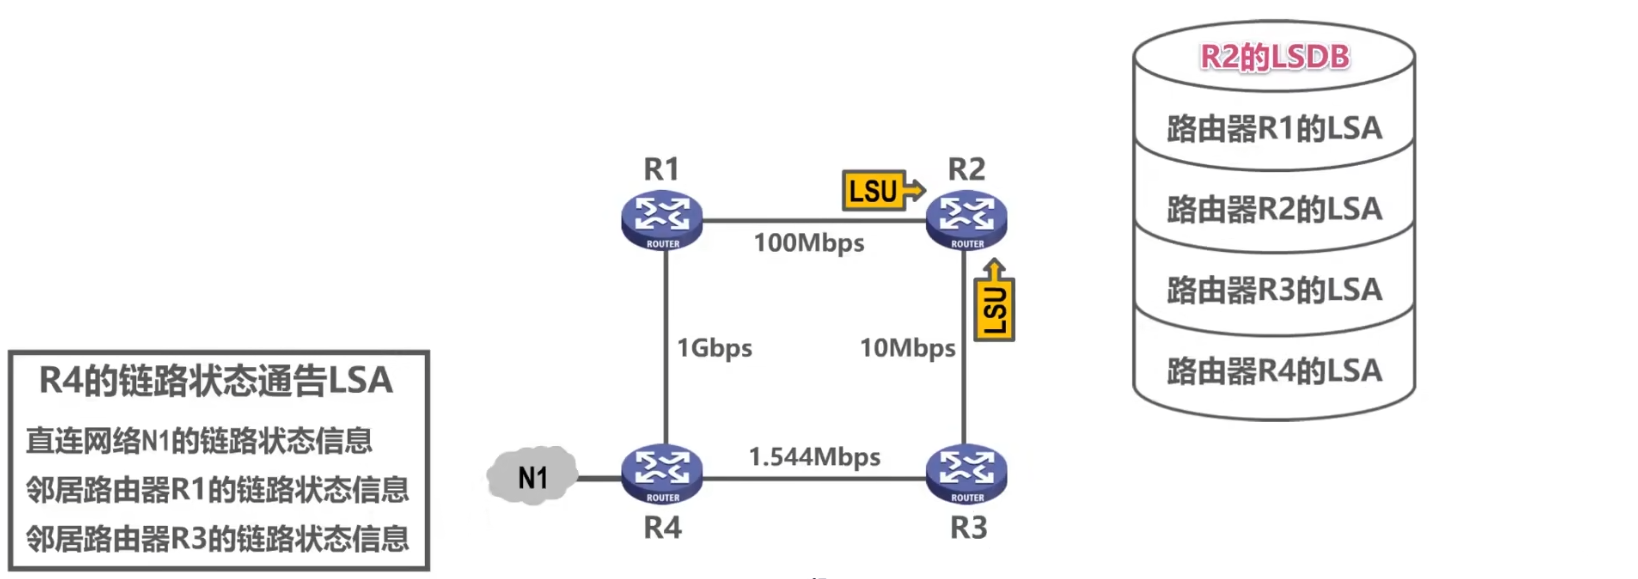 R2的LSDB
路由器R1的LSA
路由器R2的LSA
路由器R3的LSA
路由器R4的LSA
R1
LSU
R2
ROUTER
100Mbps
ROUTER
LSU
1Gbps
10Mbps
R4的链路状态通告LSA
直连网络N1的链路状态信息
邻居路由器R1的链路状态信息
邻居路由器R3的链路状态信息
N1
1.544Mbps
ROUTER
ROUTER
R4
R3